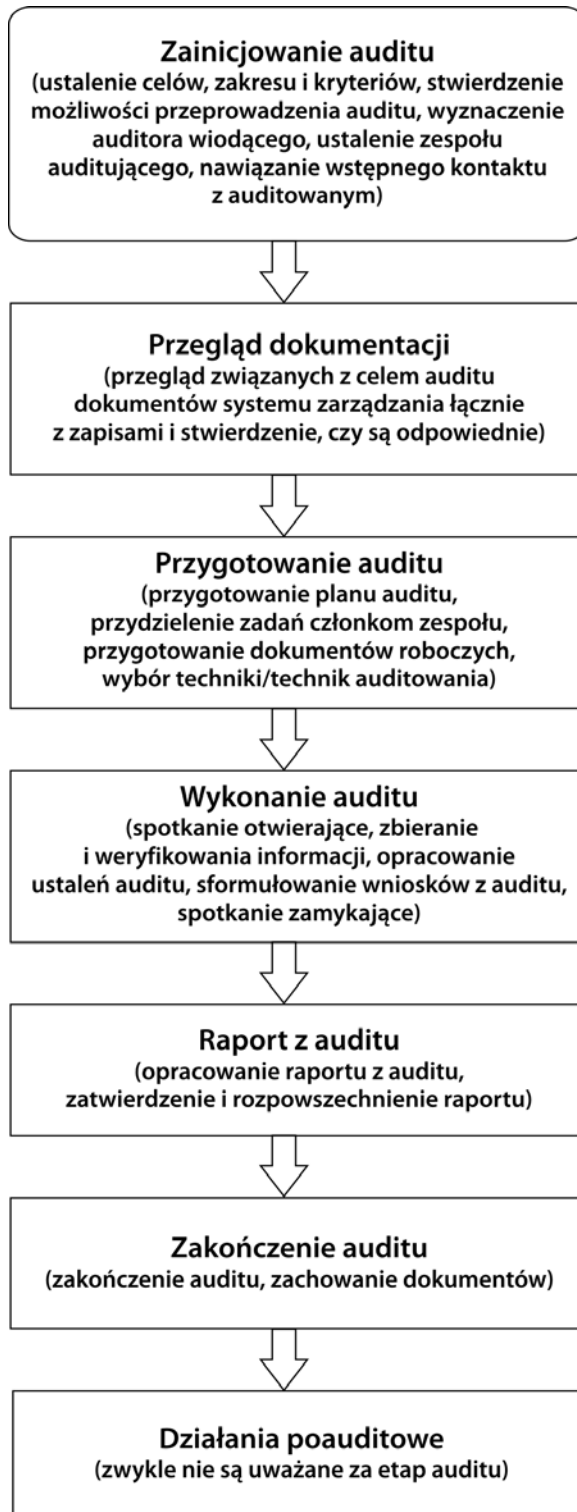 Zainicjowanie auditu
(ustalenie celów, zakresu i kryteriów, stwierdzenie
możliwości przeprowadzenia auditu, wyznaczenie
auditora wiodącego, ustalenie zespołu
auditującego, nawiązanie wstępnego kontaktu
z auditowanym)
Przegląd dokumentacji
(przegląd związanych z celem auditu
dokumentów systemu zarządzania łącznie
z zapisami i stwierdzenie, czy są odpowiednie)
Przygotowanie auditu
(przygotowanie planu auditu,
przydzielenie zadań członkom zespołu,
przygotowanie dokumentów roboczych,
wybór techniki/technik auditowania)
Wykonanie auditu
(spotkanie otwierające, zbieranie
i weryfikowania informacji, opracowanie
ustaleń auditu, sformułowanie wniosków z auditu,
spotkanie zamykające)
Raport z auditu
(opracowanie raportu z auditu,
zatwierdzenie i rozpowszechnienie raportu)
Zakończenie auditu
(zakończenie auditu, zachowanie dokumentów)
Działania poauditowe
(zwykle nie są uważane za etap auditu)